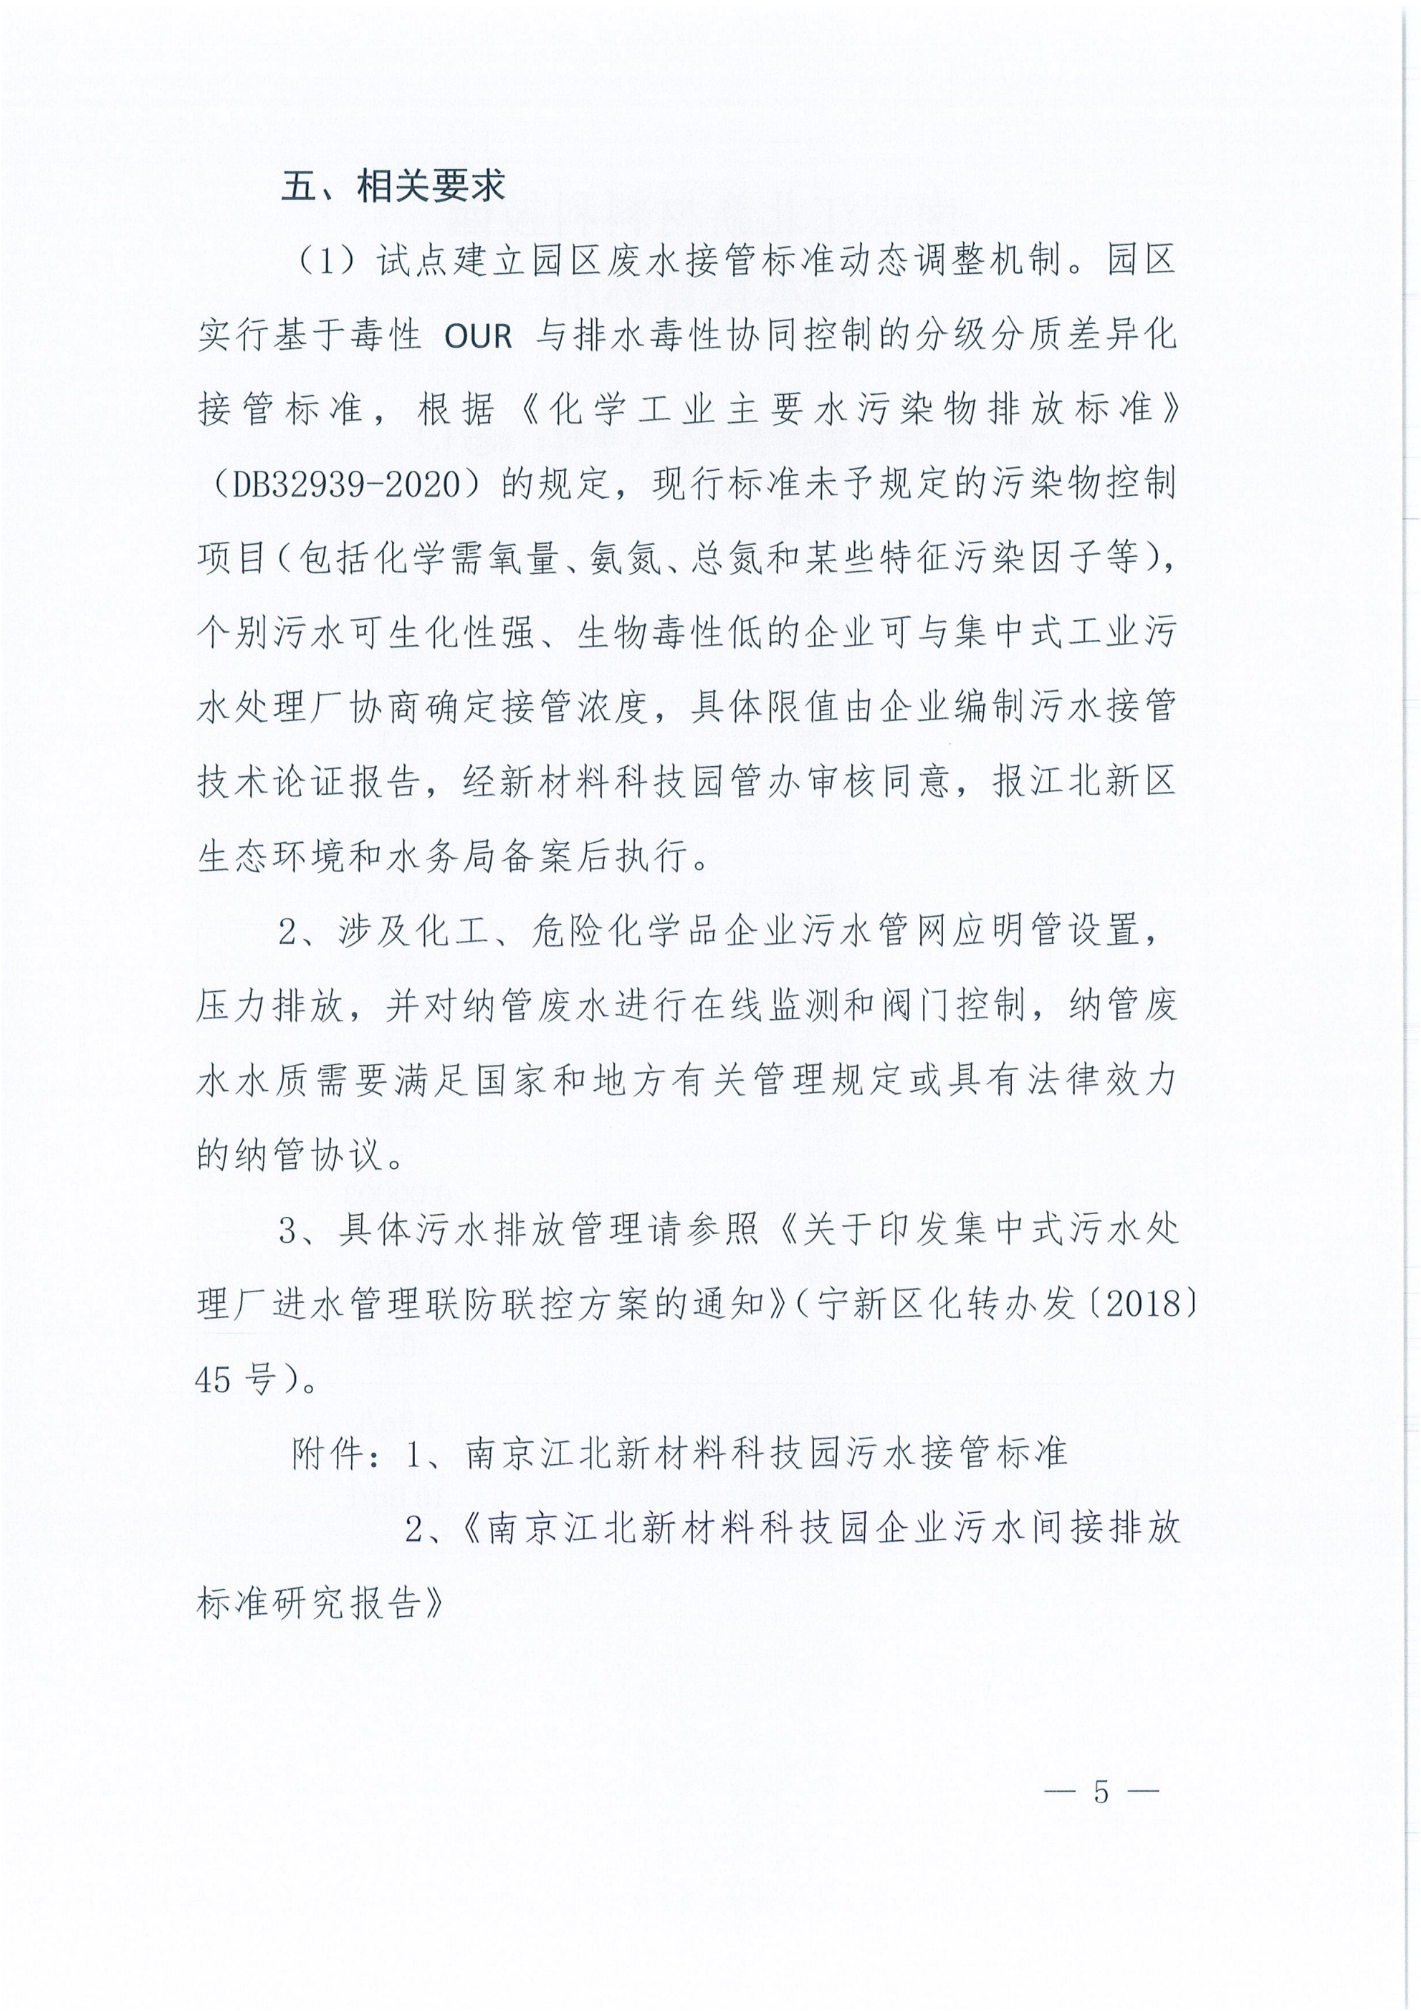 五、相关要求
（1）试点建立园区废水接管标准动态调整机制。园区
实行基于毒性 OUR 与排水毒性协同控制的分级分质差异化
接管标准，根据《化学工业主要水污染物排放标准》
（DB32939-2020）的规定，现行标准未予规定的污染物控制
项目（包括化学需氧量、氨氮、总氮和某些特征污染因子等），
个别污水可生化性强、生物毒性低的企业可与集中式工业污
水处理厂协商确定接管浓度，具体限值由企业编制污水接管
技术论证报告，经新材料科技园管办审核同意，报江北新区
生态环境和水务局备案后执行。
2、涉及化工、危险化学品企业污水管网应明管设置，
压力排放，并对纳管废水进行在线监测和阀门控制，纳管废
水水质需要满足国家和地方有关管理规定或具有法律效力
的纳管协议。
3、具体污水排放管理请参照《关于印发集中式污水处
理厂进水管理联防联控方案的通知》（宁新区化转办发〔2018〕
45 号）。
附件：1、南京江北新材料科技园污水接管标准
2、《南京江北新材料科技园企业污水间接排放
标准研究报告》
— 5 —